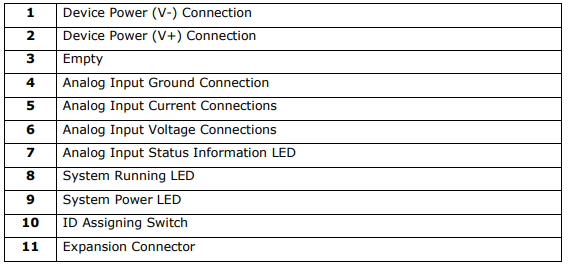 1 Device Power (V-) Connection
2 Device Power (V+) Connection
3 Empty
4 Analog Input Ground Connection
5 Analog Input Current Connections
6 Analog Input Voltage Connections
7 Analog Input Status Information LED
8 System Running LED
9 System Power LED
10 ID Assigning Switch
11 Expansion Connector